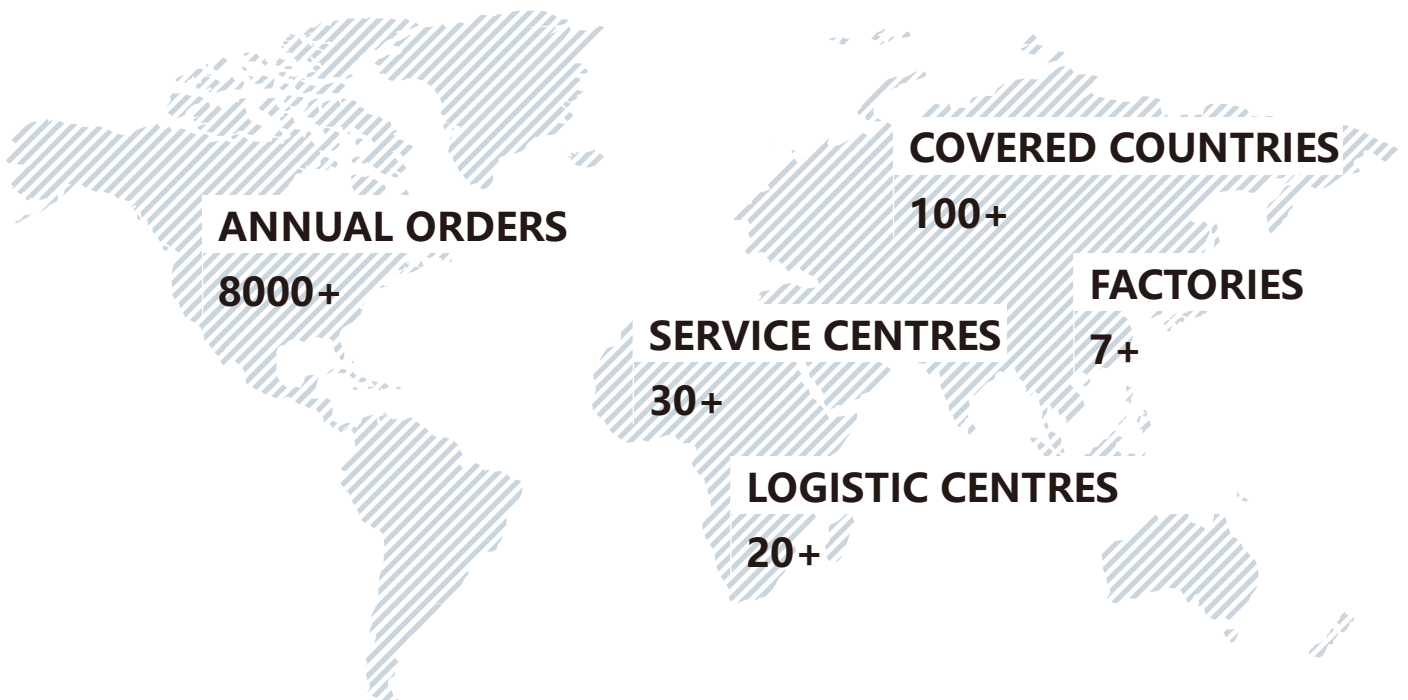 COVERED COUNTRIES
100+
ANNUAL ORDERS
8000+
FACTORIES
7+
SERVICE CENTRES
30+
LOGISTIC CENTRES
20+